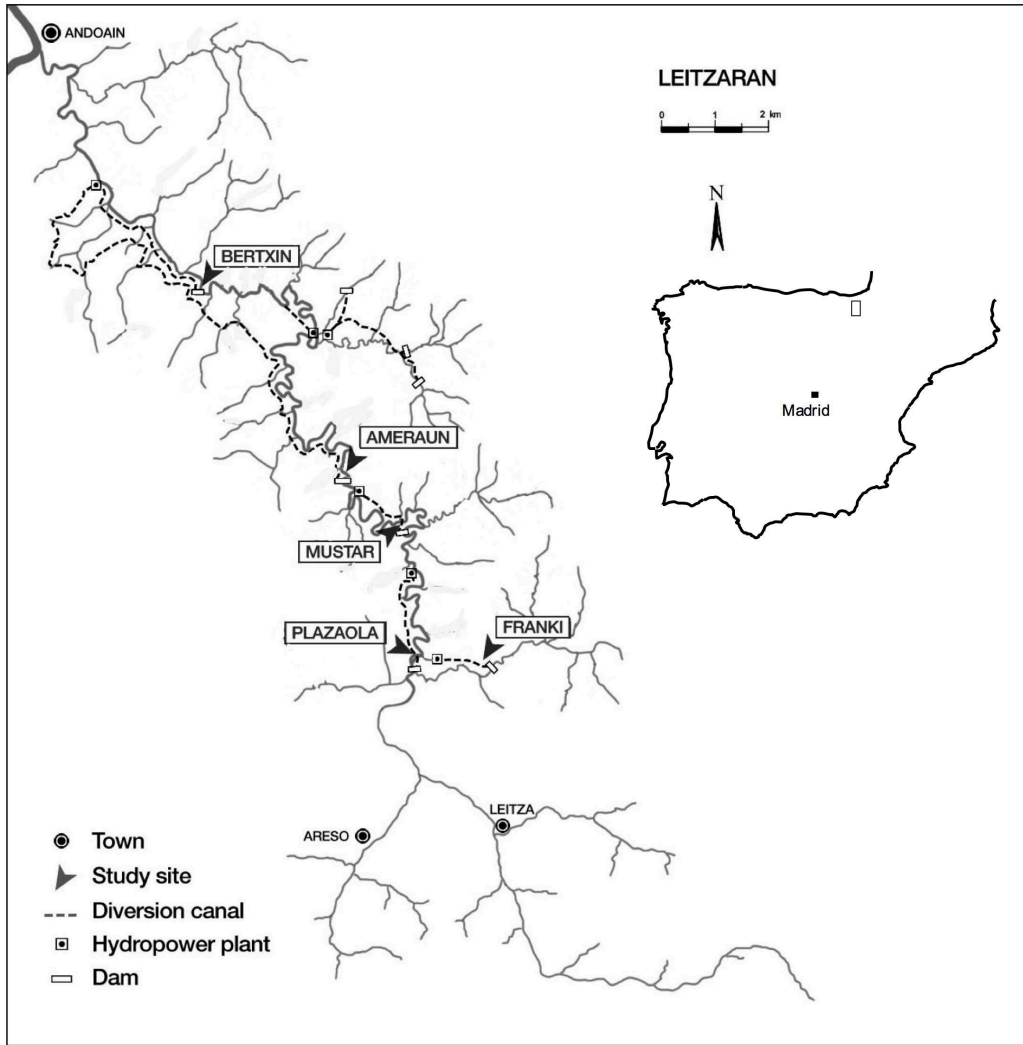 ANDOAIN
LEITZARAN
0 1 2 km
N
BERTXIN
Madrid
AMERAUN
MUSTAR
PLAZAOLA
FRANKI
LEITZA
ARESO
Town
Study site
Diversion canal
Hydropower plant
Dam